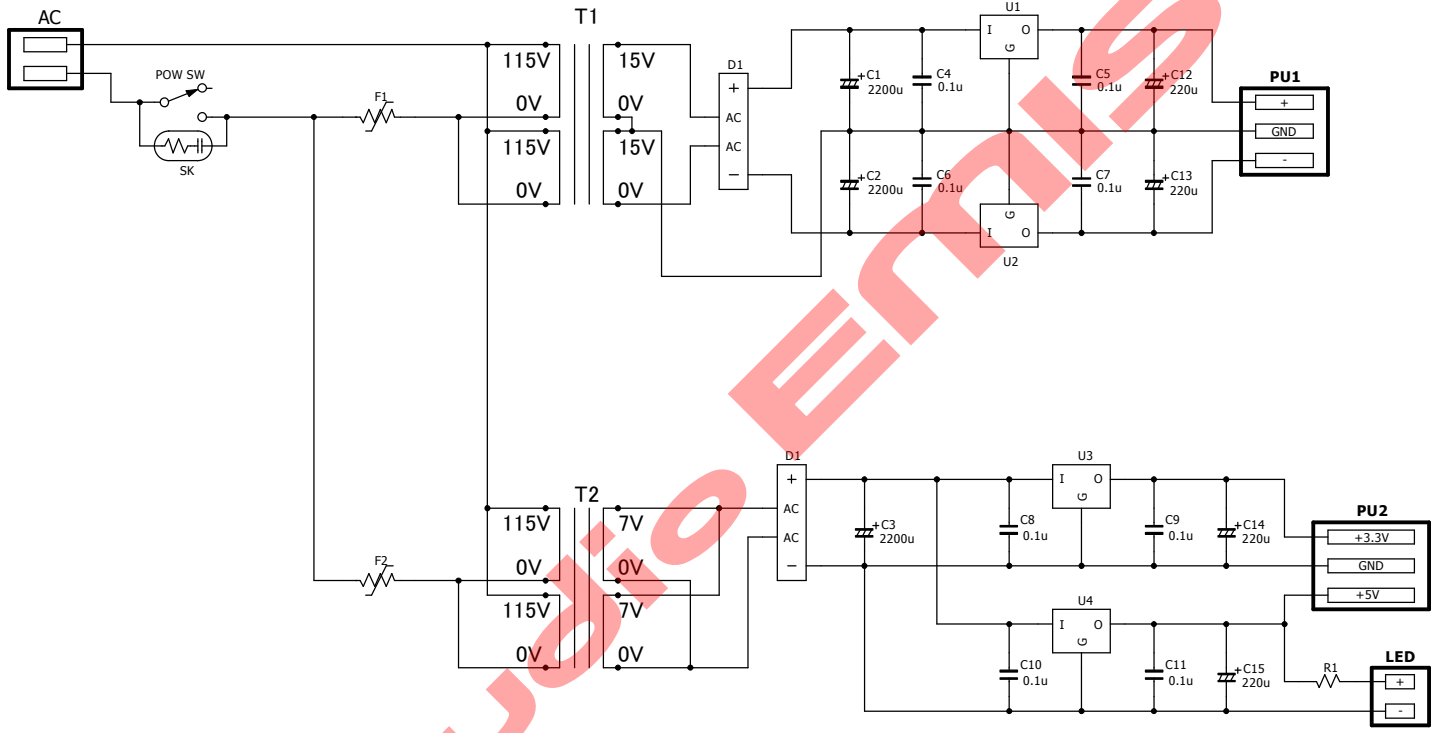 AC
T1
U1
115V
15V
I O
G
POW SW
D1
+
+C1
2200u
C4
0.1u
C5
0.1u
+C12
220u
PU1
F1
0V
0V
AC
+
115V
15V
AC
GND
SK
0V
0V
−
+C2
2200u
C6
0.1u
C7
0.1u
+C13
220u
-
G
I O
U2
D1
U3
T2
+
I O
G
PU2
115V
7V
AC
+C3
2200u
C8
0.1u
C9
0.1u
+C14
220u
+3.3V
AC
F2
0V
0V
−
GND
115V
7V
U4
+5V
I O
G
0V
0V
C10
0.1u
C11
0.1u
+C15
220u
R1
LED
+
-
udio Emis